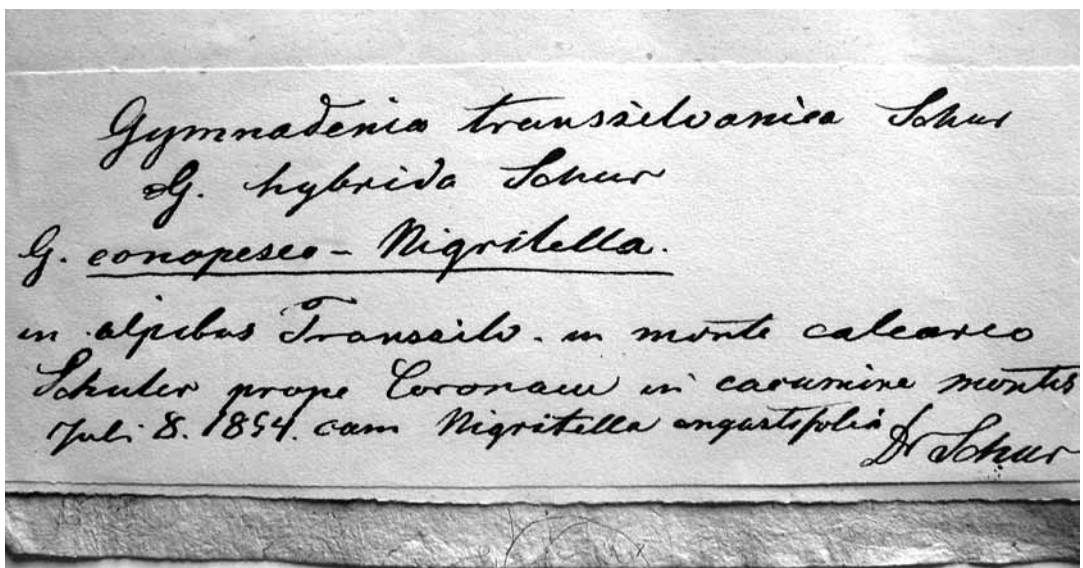 Gymnadenia transsilvanica Schur
G. hybrida Schur
G. conopseo - Nigritella.
in alpibus Transsilv. in monte calcareo
Schuler prope Coronam in cacumine montis
Juli 8. 1854. cum Nigritella angustifolia
Dr Schur